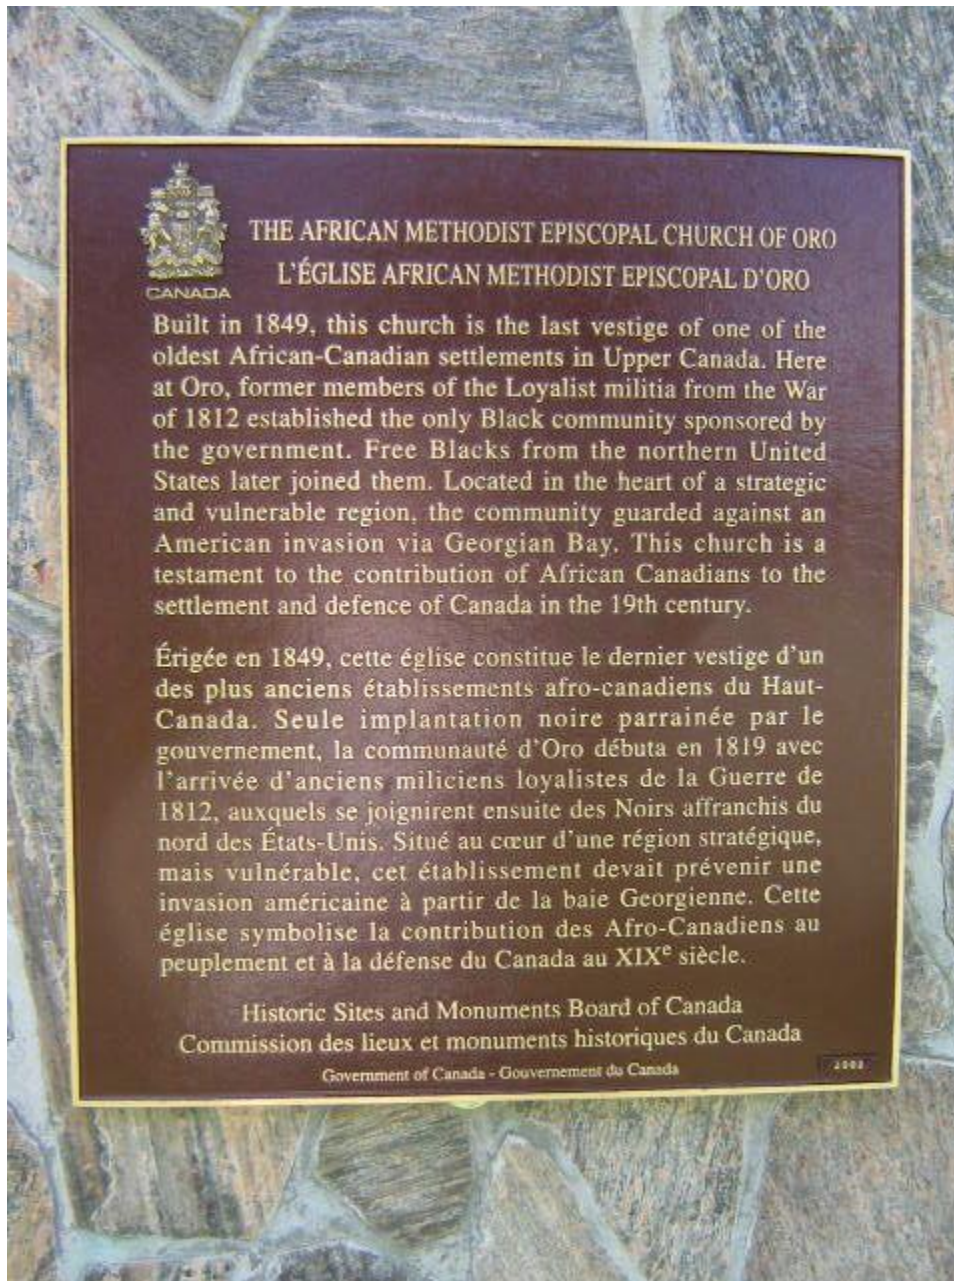 CANADA
THE AFRICAN METHODIST EPISCOPAL CHURCH OF ORO
L'ÉGLISE AFRICAN METHODIST EPISCOPAL D'ORO
Built in 1849, this church is the last vestige of one of the
oldest African-Canadian settlements in Upper Canada. Here
at Oro, former members of the Loyalist militia from the War
of 1812 established the only Black community sponsored by
the government. Free Blacks from the northern United
States later joined them. Located in the heart of a strategic
and vulnerable region, the community guarded against an
American invasion via Georgian Bay. This church is a
testament to the contribution of African Canadians to the
settlement and defence of Canada in the 19th century.
Érigée en 1849, cette église constitue le dernier vestige d'un
des plus anciens établissements afro-canadiens du Haut-
Canada. Seule implantation noire parrainée par le
gouvernement, la communauté d'Oro débuta en 1819 avec
l'arrivée d'anciens miliciens loyalistes de la Guerre de
1812, auxquels se joignirent ensuite des Noirs affranchis du
nord des États-Unis. Situé au cœur d'une région stratégique,
mais vulnérable, cet établissement devait prévenir une
invasion américaine à partir de la baie Georgienne. Cette
église symbolise la contribution des Afro-Canadiens au
peuplement et à la défense du Canada au XIXe siècle.
Historic Sites and Monuments Board of Canada
Commission des lieux et monuments historiques du Canada
Government of Canada - Gouvernement du Canada